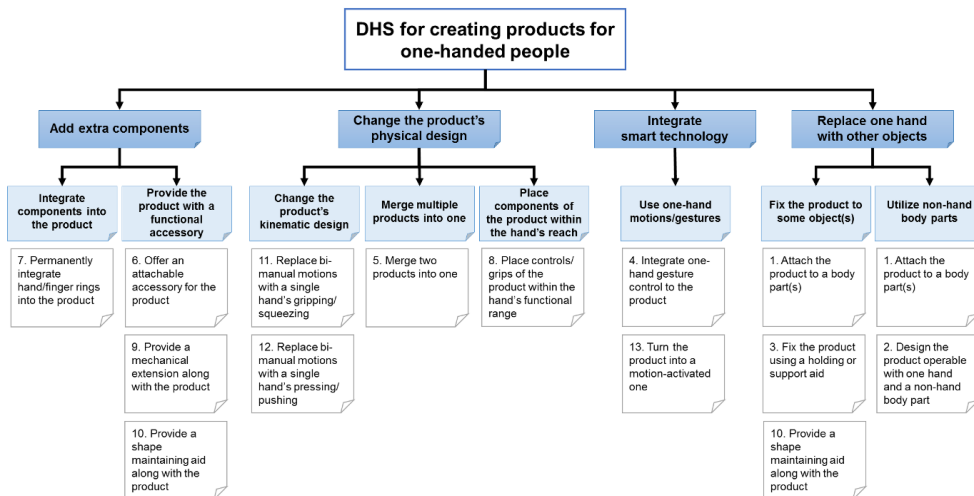 DHS for creating products for
one-handed people
Add extra components
Change the product's
physical design
Integrate
smart technology
Replace one hand
with other objects
Integrate
components into
the product
Provide the
product with a
functional
accessory
Change
the product's
kinematic design
Merge multiple
products into one
Place
components of
the product within
the hand's reach
Use one-hand
motions/gestures
Fix the product to
some object(s)
Utilize non-hand
body parts
7. Permanently
integrate
hand/finger rings
into the product
6. Offer an
attachable
accessory for the
product
9. Provide a
mechanical
extension along
with the product
10. Provide a
shape
maintaining aid
along with the
product
11. Replace bi-
manual motions
with a single
hand's gripping/
squeezing
12. Replace bi-
manual motions
with a single
hand's pressing/
pushing
5. Merge two
products into one
8. Place controls/
grips of the
product within the
hand's functional
range
4. Integrate one-
hand gesture
control to the
product
13. Turn the
product into a
motion-activated
one
1. Attach the
product to a body
part(s)
3. Fix the product
using a holding or
support aid
10. Provide a
shape
maintaining aid
along with the
product
1. Attach the
product to a body
part(s)
2. Design the
product operable
with one hand
and a non-hand
body part